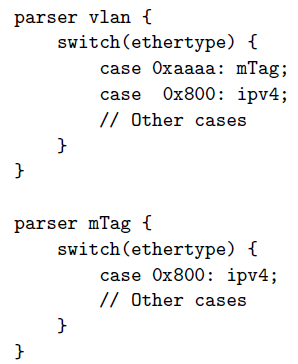 parser vlan {
    switch(ethertype) {
        case 0xaaaa: mTag;
        case  0x800: ipv4;
        // Other cases
    }
}

parser mTag {
    switch(ethertype) {
        case 0x800: ipv4;
        // Other cases
    }
}